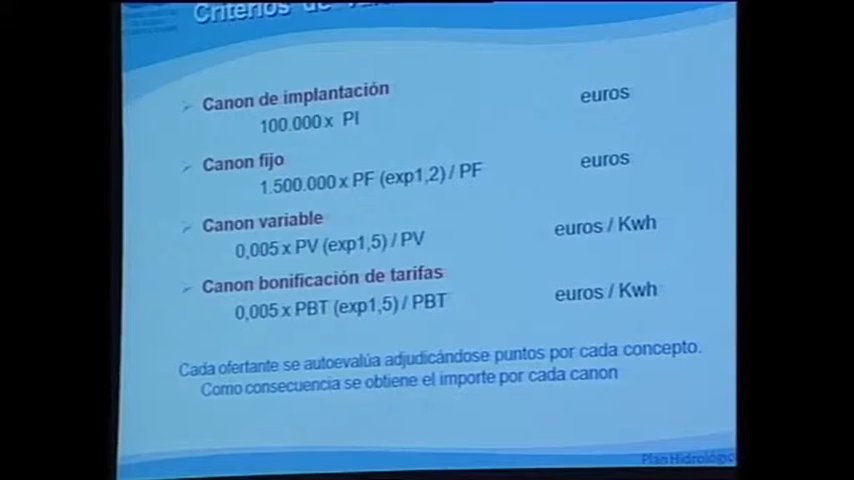 Criterios de
Canon de implantación
euros
100.000 x PI
Canon fijo
euros
1.500.000 x PF (exp1,2) / PF
Canon variable
euros / Kwh
0,005 x PV (exp1,5) / PV
Canon bonificación de tarifas
euros / Kwh
0,005 x PBT (exp1,5) / PBT
Cada ofertante se autoevalúa adjudicándose puntos por cada concepto.
Como consecuencia se obtiene el importe por cada canon
Plan Hidrológic